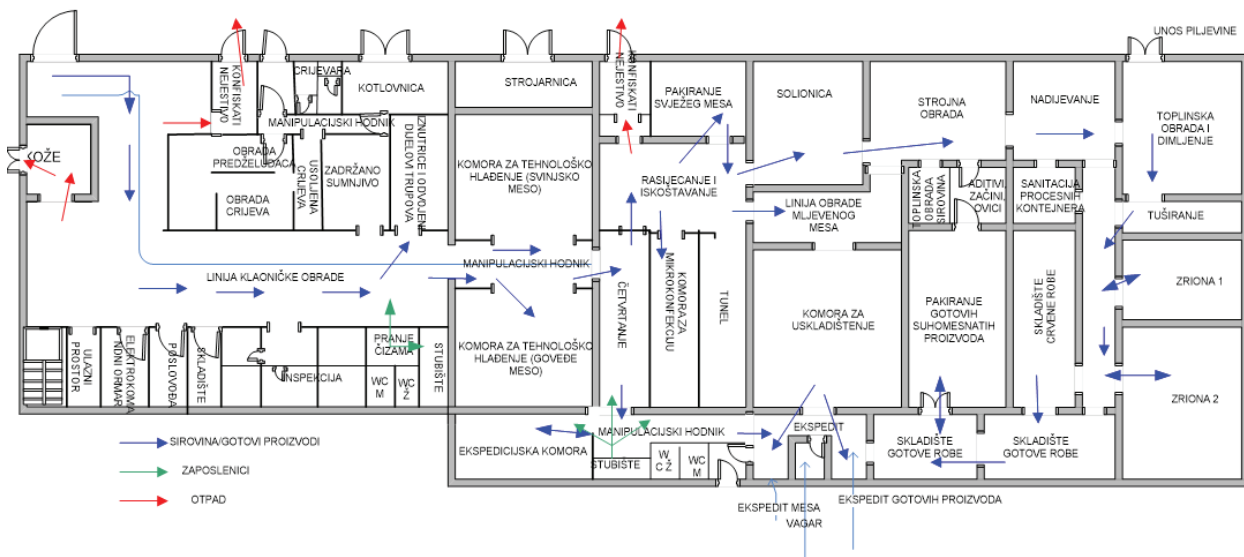 UNOS PILJEVINE
KONFISKATI
NEJESTIVO
CRIJEVARA
KOTLOVNICA
STROJARNICA
KONFISKATI
NEJESTIVO
PAKIRANJE
SVJEŽEG MESA
SOLIONICA
STROJNA
OBRADA
NADIJEVANJE
TOPLINSKA
OBRADA I
DIMLJENJE
MANIPULACIJSKI HODNIK
KOŽE
OBRADA
PREDŽELUDACA
OBRADA
CRIJEVA
USOLJENA
CRIJEVA
ZADRŽANO
SUMNJIVO
IZNUTRICE I ODVOJENI
DIJELOVI TRUPOVA
KOMORA ZA TEHNOLOŠKO
HLAĐENJE (SVINJSKO
MESO)
RASIJECANJE I
ISKOŠTAVANJE
LINIJA OBRADE
MLJEVENOG
MESA
TOPLINSKA
OBRADA
SIROVINA
ADITIVI,
ZAČINI,
OVICI
SANITACIJA
PROCESNIH
KONTEJNERA
TUŠIRANJE
LINIJA KLAONIČKE OBRADE
MANIPULACIJSKI HODNIK
ČETVRTANJE
KOMORA ZA
MIKROKONFEKCIJU
TUNEL
KOMORA ZA
USKLADIŠTENJE
PAKIRANJE
GOTOVIH
SUHOMESNATIH
PROIZVODA
SKLADIŠTE
CRVENE ROBE
ZRIONA 1
ZRIONA 2
ULAZNI
PROSTOR
ELEKTROKOMA
NDNI ORMAR
POSLOVOĐA
SKLADIŠTE
INSPEKCIJA
PRANJE
ČIZAMA
WC
M
WC
Ž
STUBIŠTE
KOMORA ZA TEHNOLOŠKO
HLAĐENJE (GOVEĐE
MESO)
MANIPULACIJSKI HODNIK
EKSPEDICIJSKA KOMORA
STUBIŠTE
W
C Ž
WC
M
EKSPEDIT
SKLADIŠTE
GOTOVE ROBE
SKLADIŠTE
GOTOVE ROBE
EKSPEDIT MESA
VAGAR
EKSPEDIT GOTOVIH PROIZVODA
SIROVINA/GOTOVI PROIZVODI
ZAPOSLENICI
OTPAD